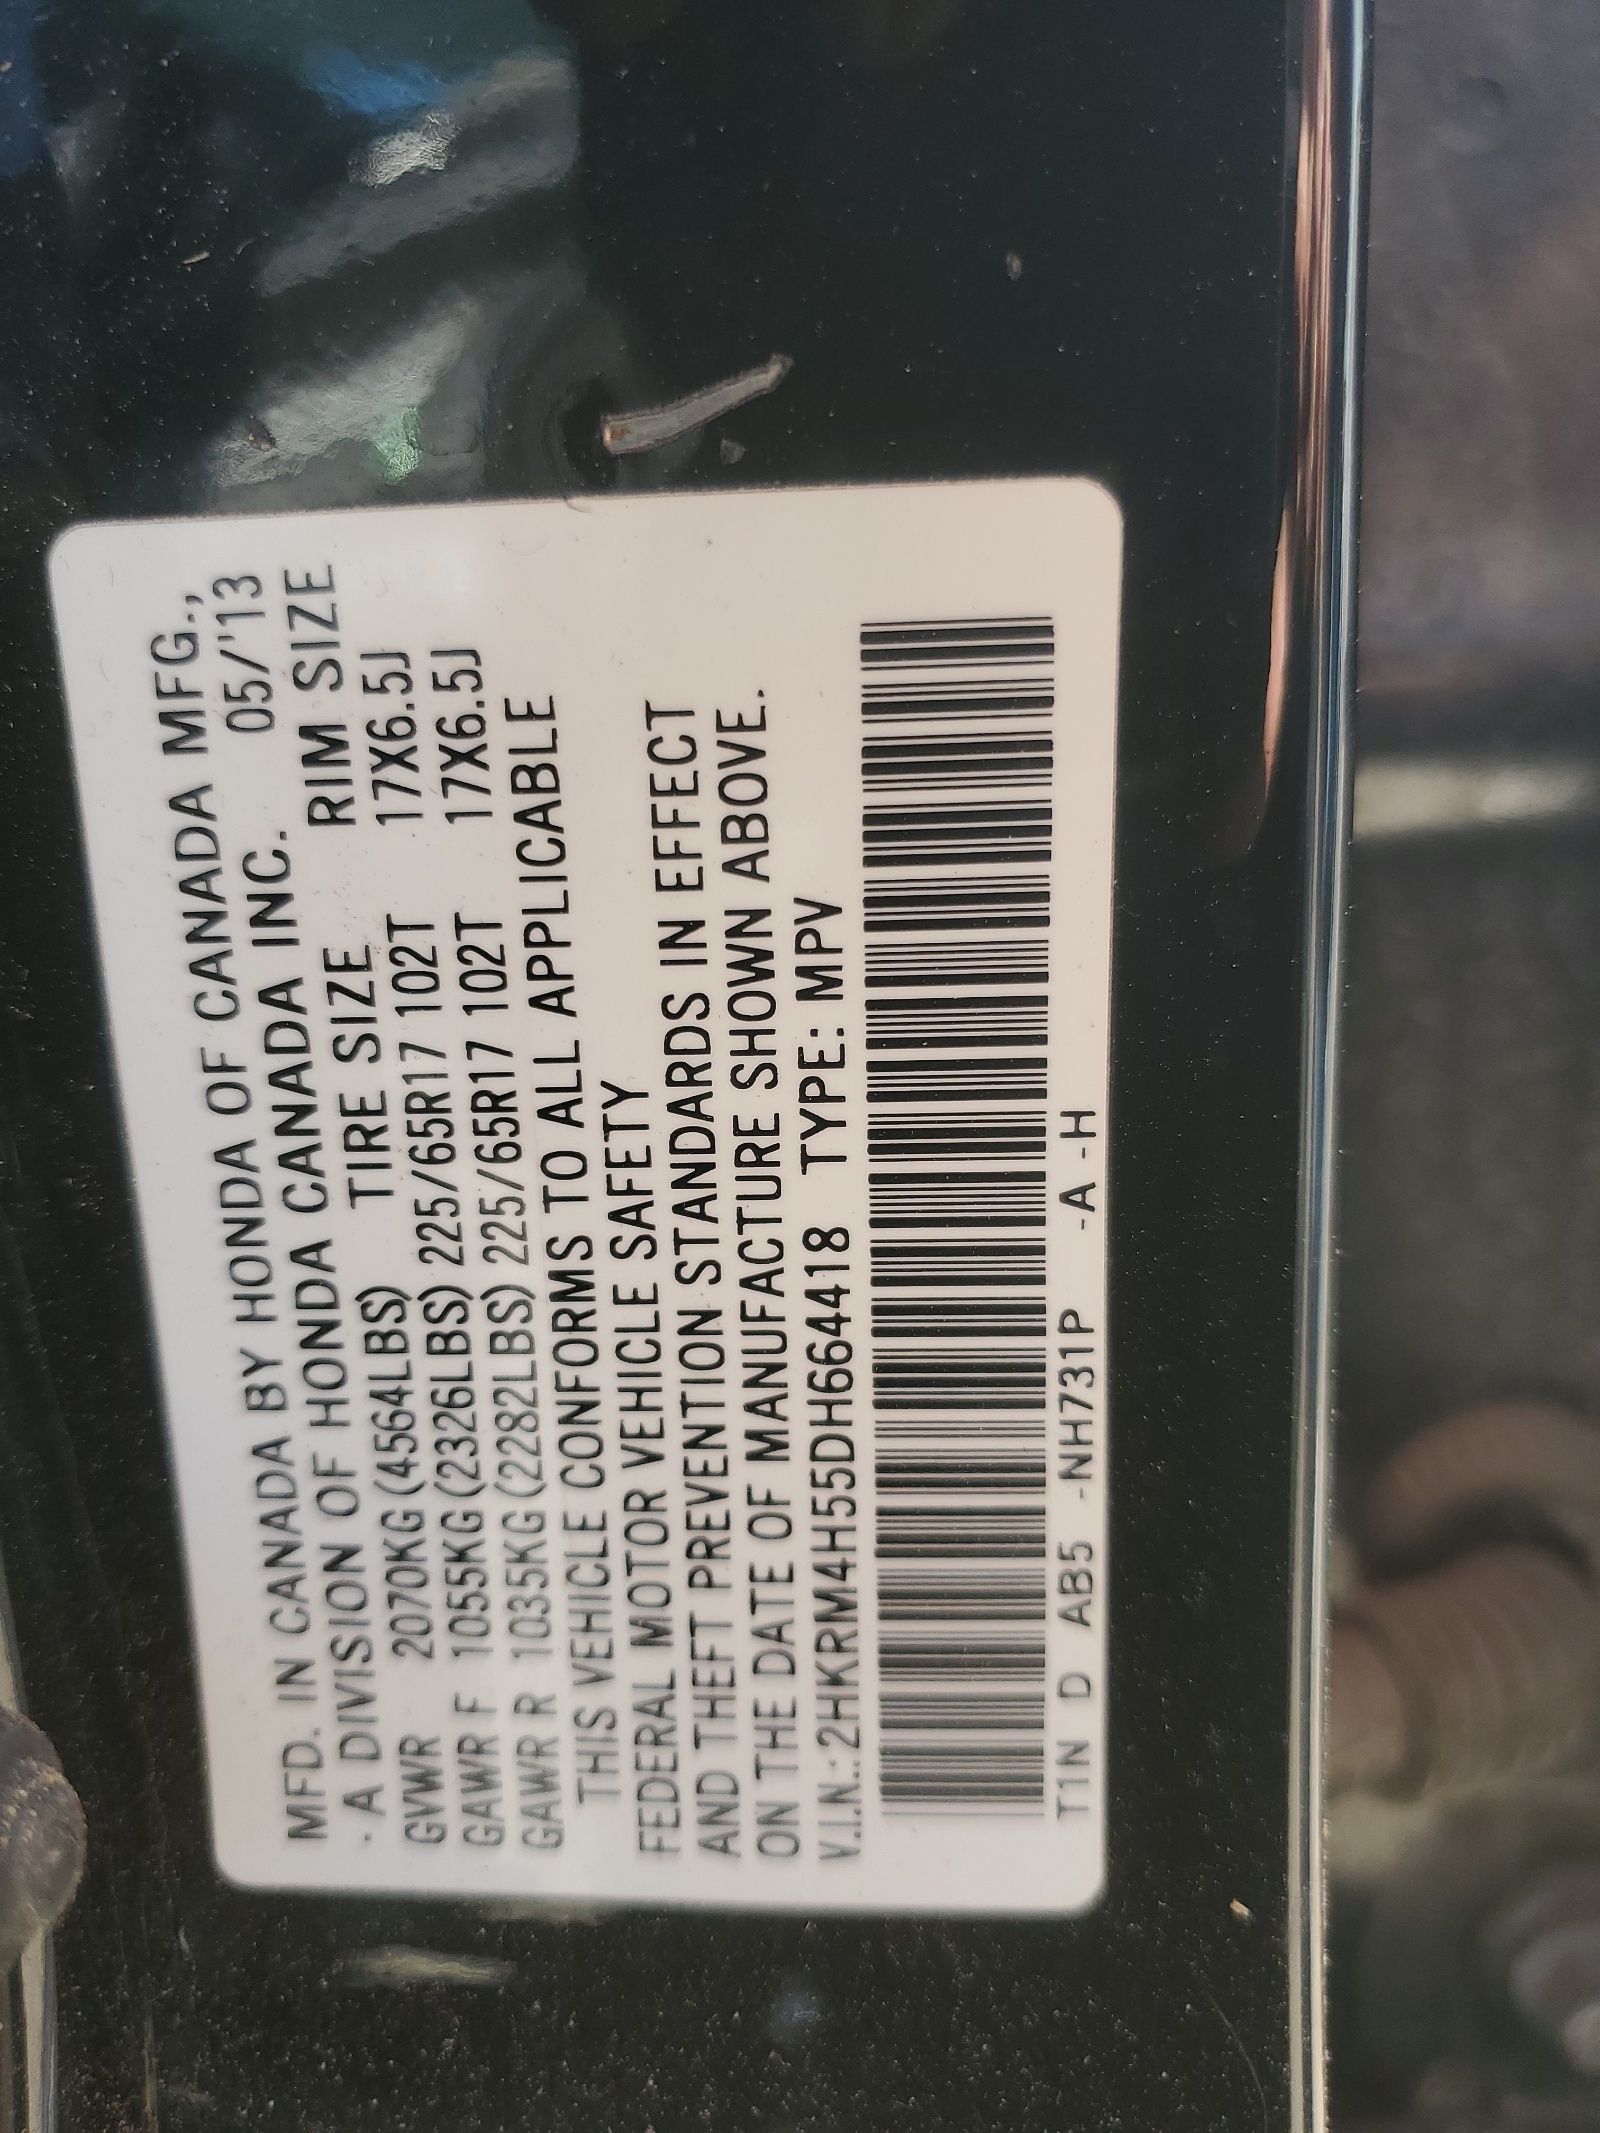 MFD. IN CANADA BY HONDA OF CANADA MFG.,
- A DIVISION OF HONDA CANADA INC. 05/'13
TIRE SIZE RIM SIZE
GVWR 2070KG (4564LBS)
GAWR F 1055KG (2326LBS) 225/65R17 102T 17X6.5J
GAWR R 1035KG (2282LBS) 225/65R17 102T 17X6.5J
THIS VEHICLE CONFORMS TO ALL APPLICABLE
FEDERAL MOTOR VEHICLE SAFETY
AND THEFT PREVENTION STANDARDS IN EFFECT
ON THE DATE OF MANUFACTURE SHOWN ABOVE.
V.I.N.: 2HKRM4H55DH664418 TYPE: MPV
T1N D AB5 -NH731P -A -H